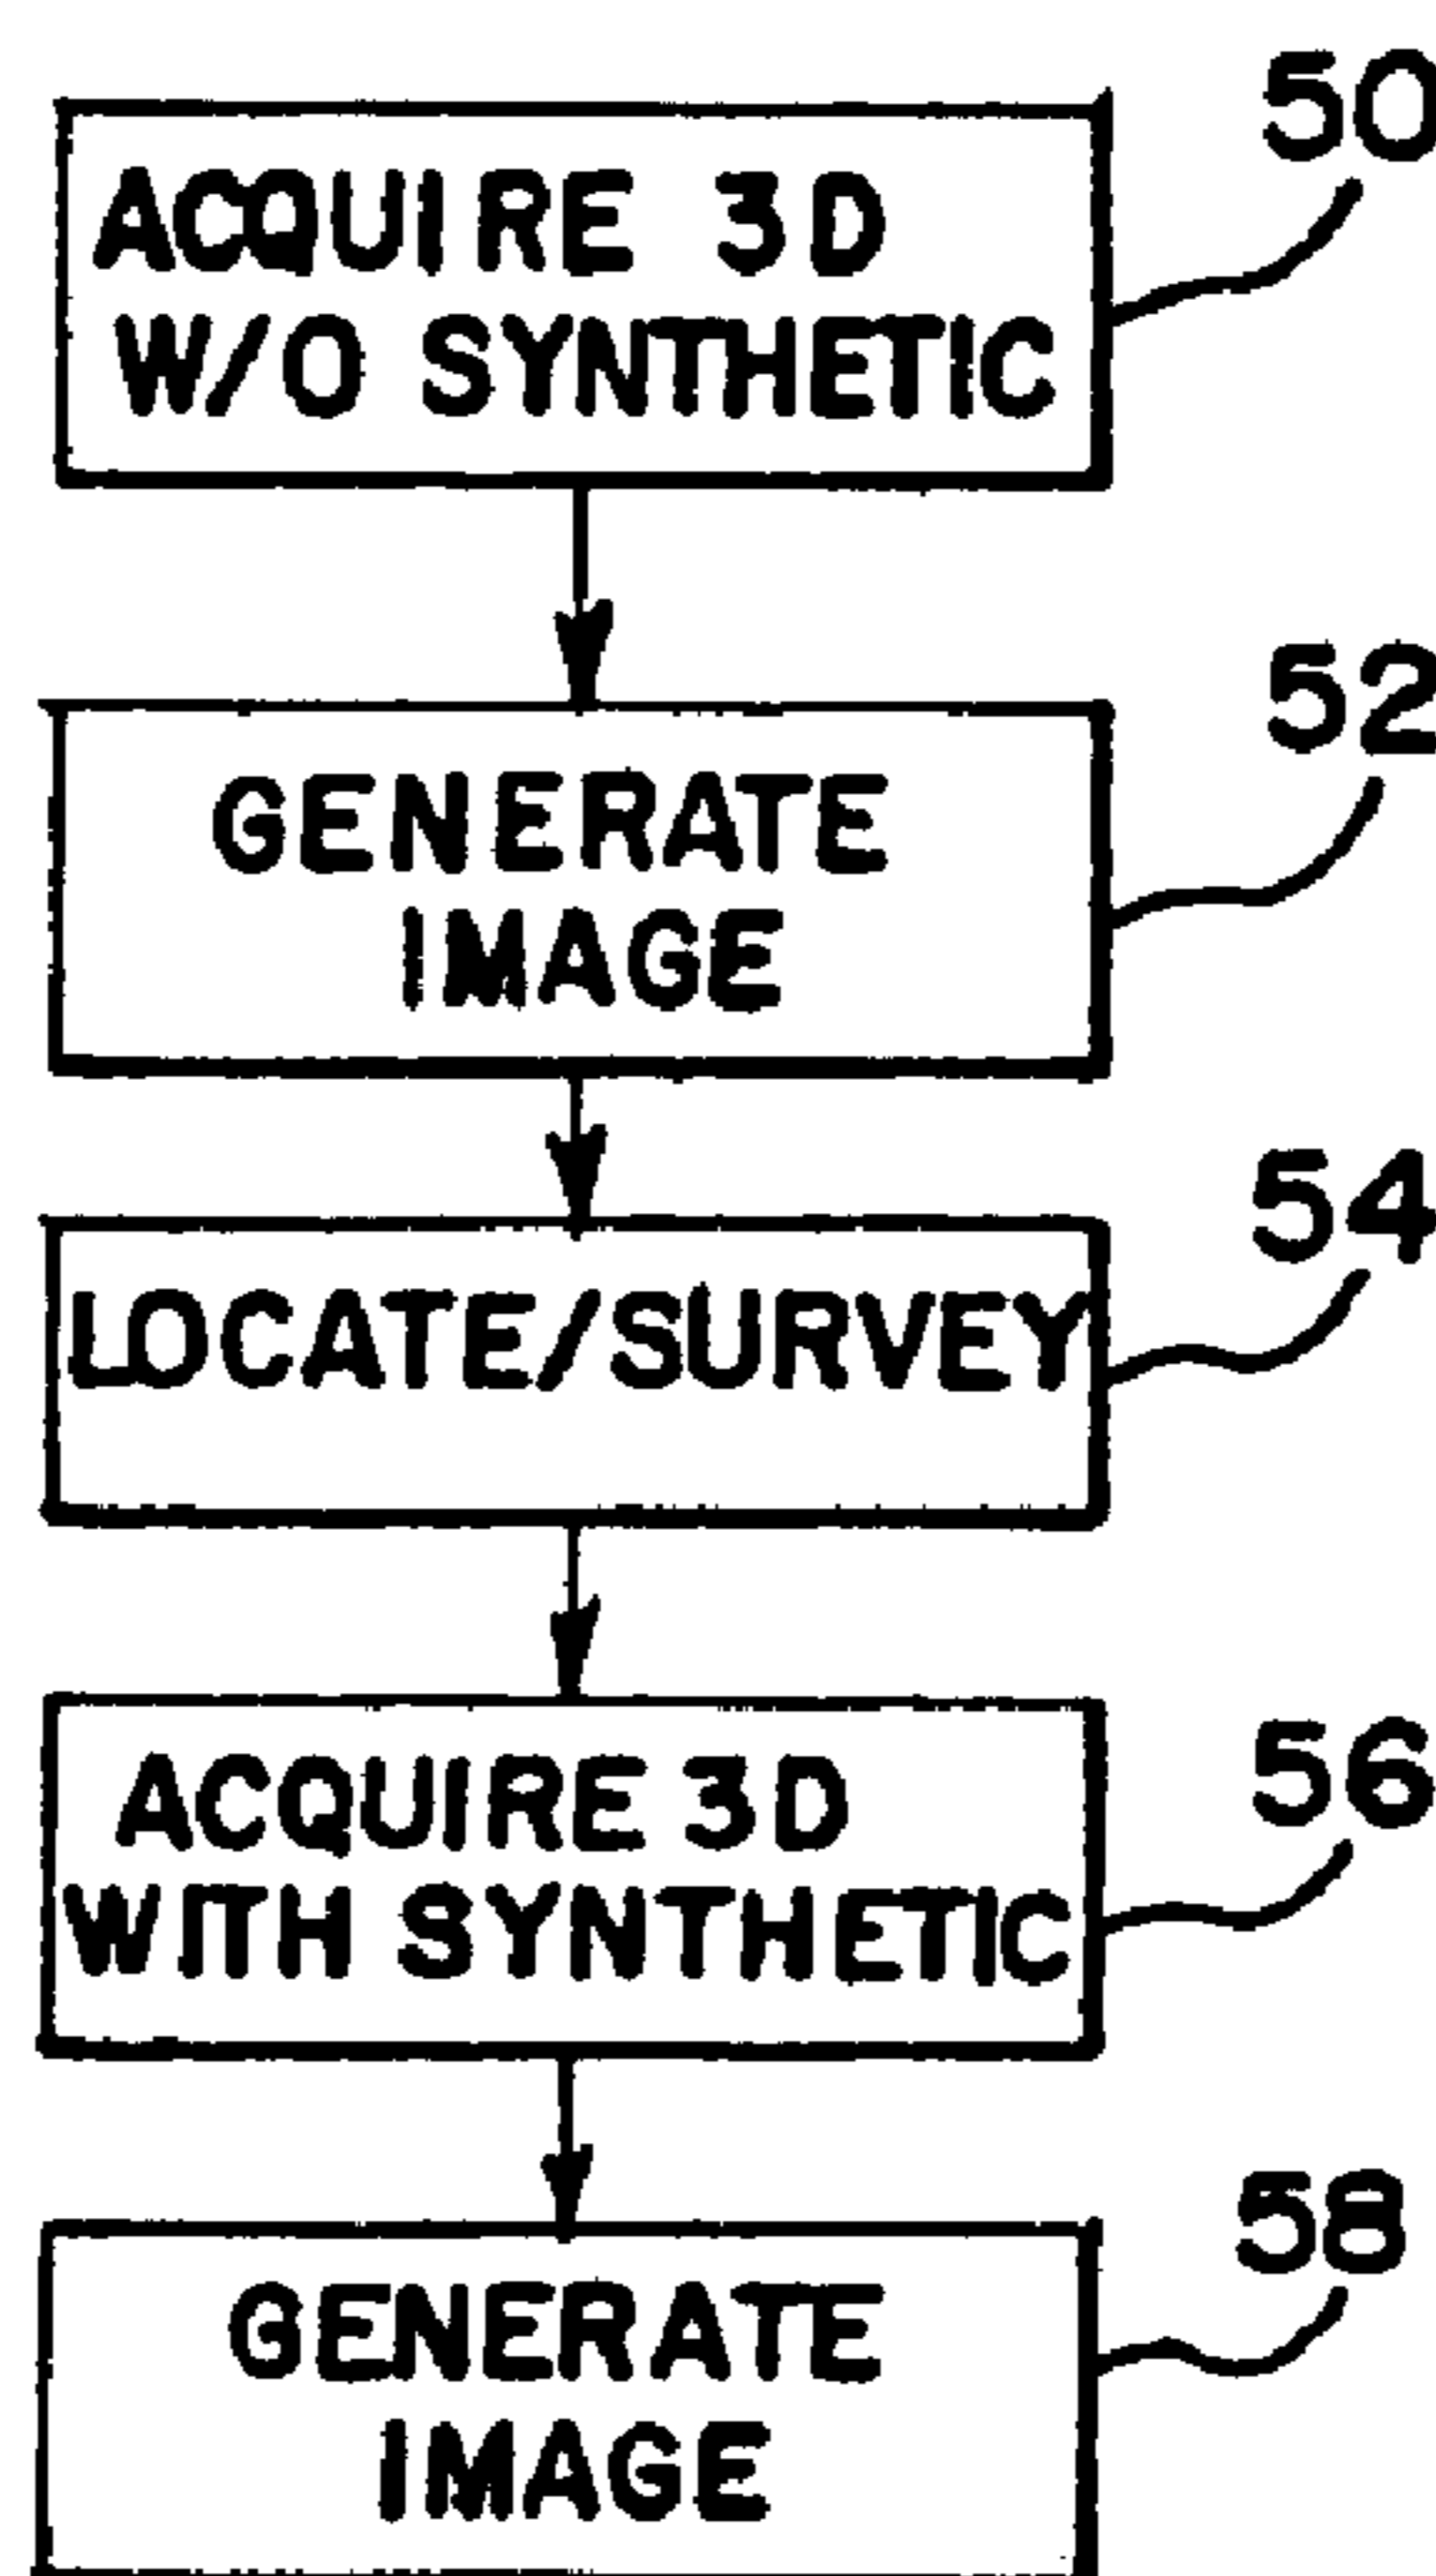 50
ACQUIRE 3D
W/O SYNTHETIC
52
GENERATE
IMAGE
54
LOCATE/SURVEY
56
ACQUIRE 3D
WITH SYNTHETIC
58
GENERATE
IMAGE